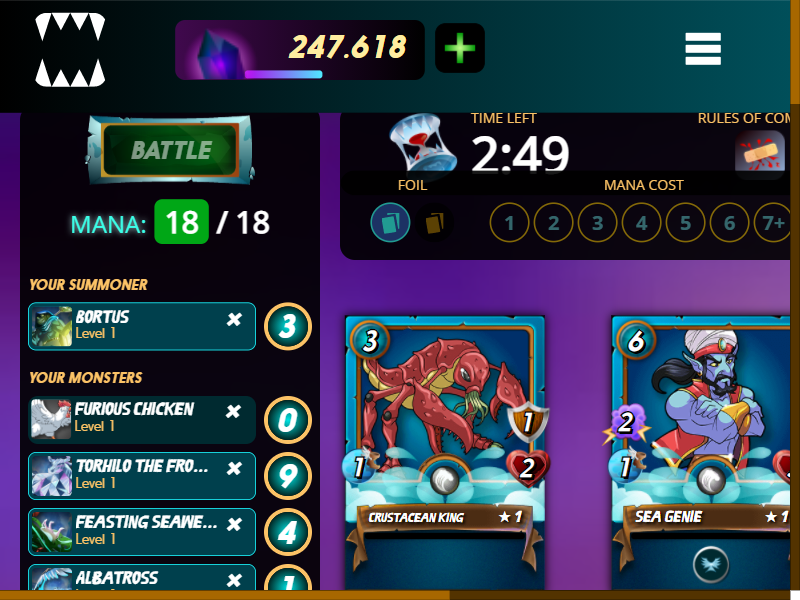 247.618
BATTLE
MANA: 18 / 18
TIME LEFT
2:49
RULES OF COM
FOIL
MANA COST
1 2 3 4 5 6 7+
YOUR SUMMONER
BORTUS
Level 1
3
YOUR MONSTERS
FURIOUS CHICKEN
Level 1
0
TORHILO THE FRO...
Level 1
9
FEASTING SEAWE...
Level 1
4
ALBATROSS
1
3
1
1
2
CRUSTACEAN KING ★ 1
6
2
1
SEA GENIE ★ 1